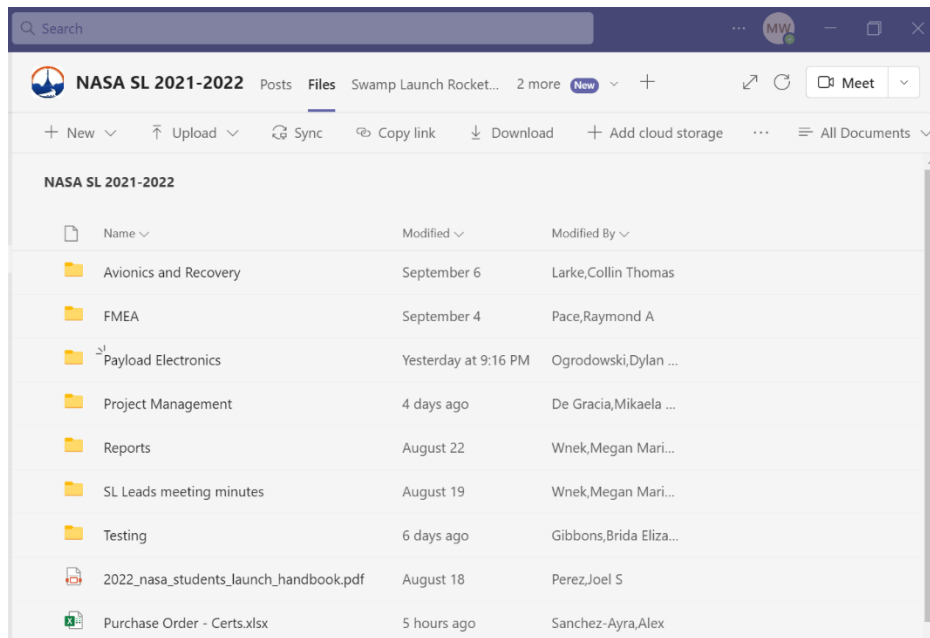 Search ... MW
NASA SL 2021-2022 Posts Files Swamp Launch Rocket... 2 more New Meet
New Upload Sync Copy link Download Add cloud storage ... All Documents
NASA SL 2021-2022
Name Modified Modified By
Avionics and Recovery September 6 Larke,Collin Thomas
FMEA September 4 Pace,Raymond A
Payload Electronics Yesterday at 9:16 PM Ogrodowski,Dylan ...
Project Management 4 days ago De Gracia,Mikaela ...
Reports August 22 Wnek,Megan Mari...
SL Leads meeting minutes August 19 Wnek,Megan Mari...
Testing 6 days ago Gibbons,Brida Eliza...
2022_nasa_students_launch_handbook.pdf August 18 Perez,Joel S
Purchase Order - Certs.xlsx 5 hours ago Sanchez-Ayra,Alex